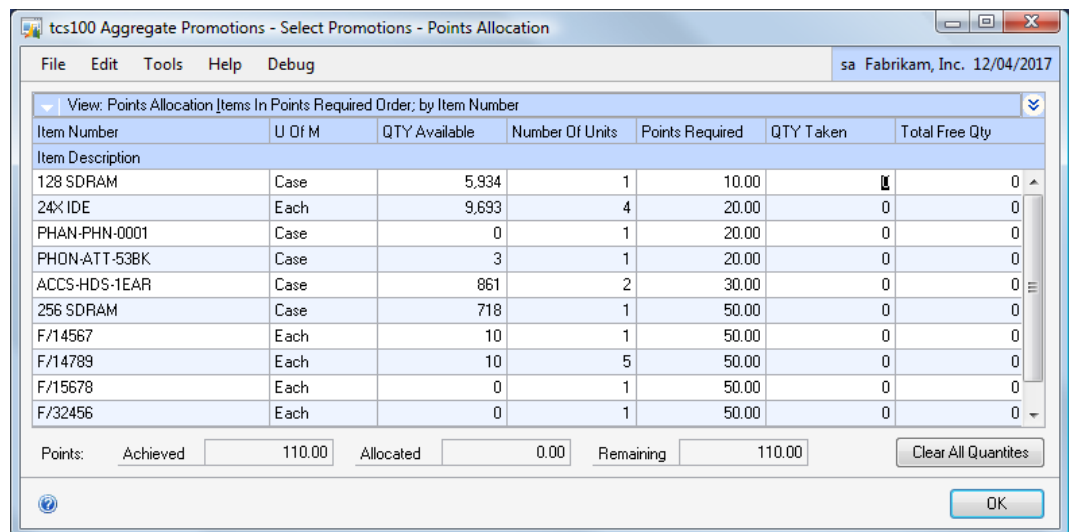 tcs100 Aggregate Promotions - Select Promotions - Points Allocation
File Edit Tools Help Debug sa Fabrikam, Inc. 12/04/2017
View: Points Allocation Items In Points Required Order; by Item Number
Item Number U Of M QTY Available Number Of Units Points Required QTY Taken Total Free Qty
Item Description
128 SDRAM Case 5,934 1 10.00 0 0
24X IDE Each 9,693 4 20.00 0 0
PHAN-PHN-0001 Case 0 1 20.00 0 0
PHON-ATT-53BK Case 3 1 20.00 0 0
ACCS-HDS-1EAR Case 861 2 30.00 0 0
256 SDRAM Case 718 1 50.00 0 0
F/14567 Each 10 1 50.00 0 0
F/14789 Each 10 5 50.00 0 0
F/15678 Each 0 1 50.00 0 0
F/32456 Each 0 1 50.00 0 0
Points: Achieved 110.00 Allocated 0.00 Remaining 110.00 Clear All Quantites
OK